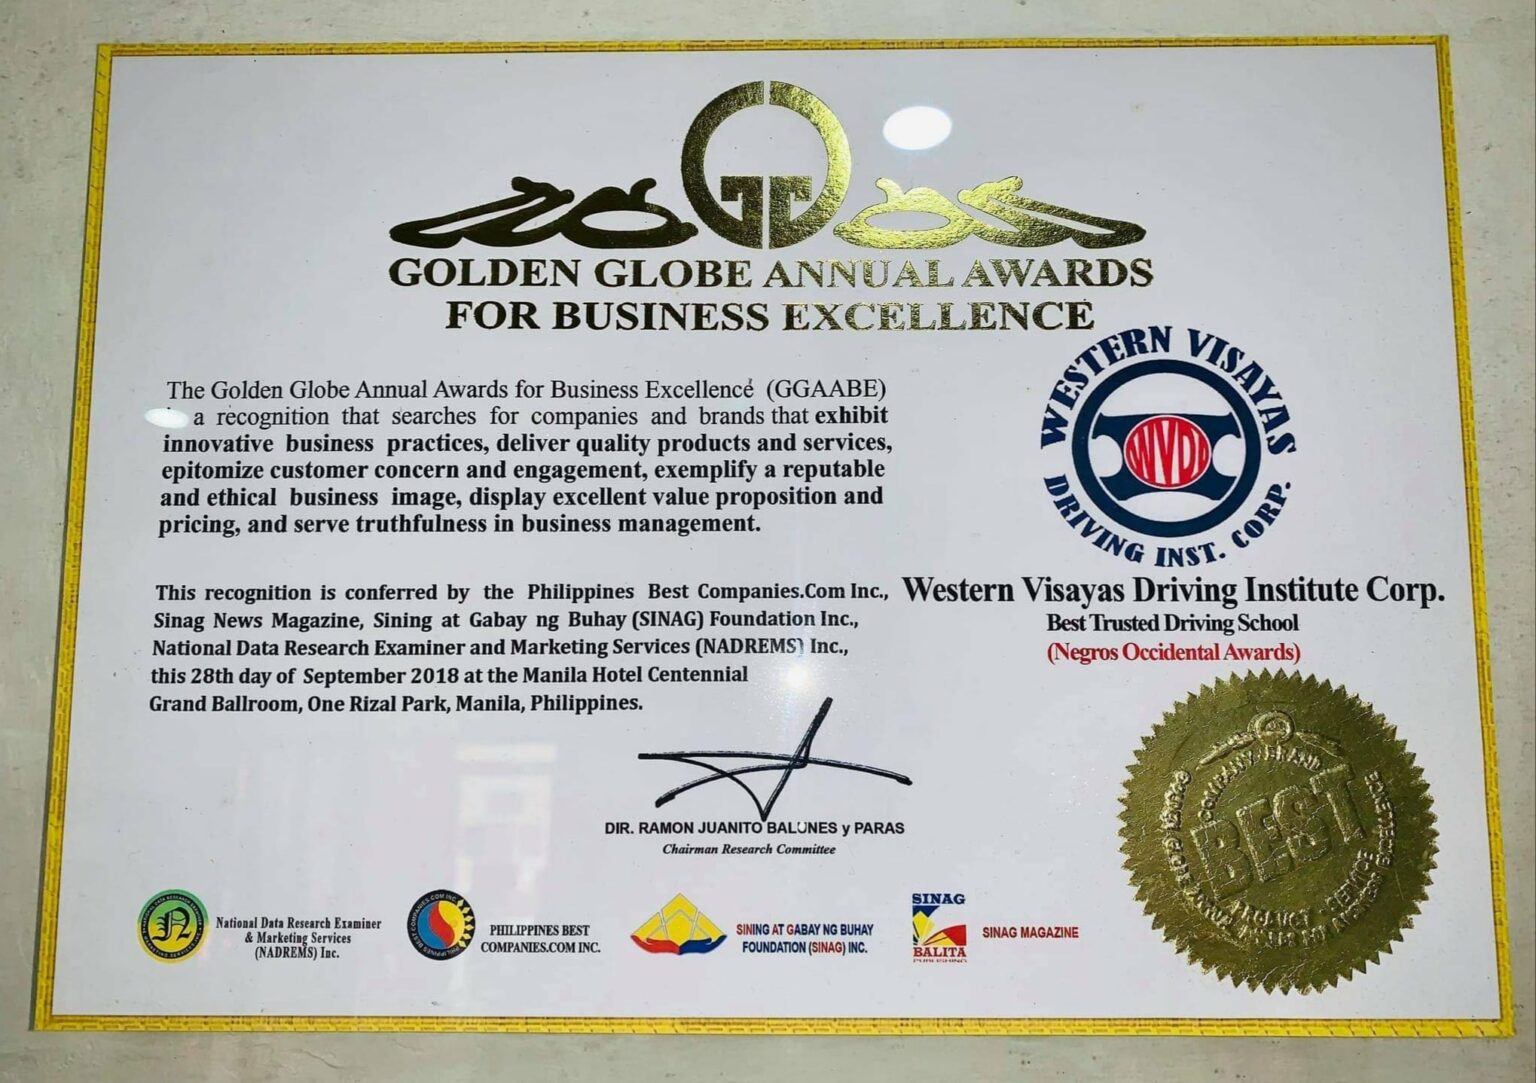 GOLDEN GLOBE ANNUAL AWARDS
FOR BUSINESS EXCELLENCE
The Golden Globe Annual Awards for Business Excellence (GGAABE)
a recognition that searches for companies and brands that exhibit
innovative business practices, deliver quality products and services,
epitomize customer concern and engagement, exemplify a reputable
and ethical business image, display excellent value proposition and
pricing, and serve truthfulness in business management.
This recognition is conferred by the Philippines Best Companies.Com Inc.,
Sinag News Magazine, Sining at Gabay ng Buhay (SINAG) Foundation Inc.,
National Data Research Examiner and Marketing Services (NADREMS) Inc.,
this 28th day of September 2018 at the Manila Hotel Centennial
Grand Ballroom, One Rizal Park, Manila, Philippines.
WESTERN VISAYAS
WVDI
DRIVING INST. CORP.
Western Visayas Driving Institute Corp.
Best Trusted Driving School
(Negros Occidental Awards)
DIR. RAMON JUANITO BALUNES y PARAS
Chairman Research Committee
COMPANY · BRAND
BEST
PRODUCT · SERVICE
N
National Data Research Examiner
& Marketing Services
(NADREMS) Inc.
PHILIPPINES BEST
COMPANIES.COM INC.
SINING AT GABAY NG BUHAY
FOUNDATION (SINAG) INC.
SINAG
BALITA
PUBLISHING
SINAG MAGAZINE